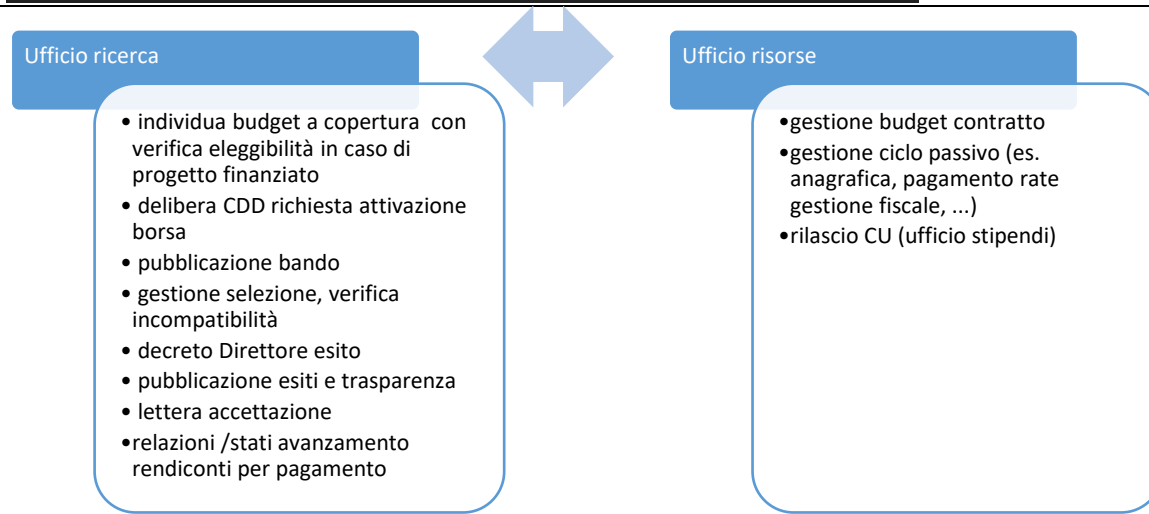 Ufficio ricerca
• individua budget a copertura con
verifica eleggibilità in caso di
progetto finanziato
• delibera CDD richiesta attivazione
borsa
• pubblicazione bando
• gestione selezione, verifica
incompatibilità
• decreto Direttore esito
• pubblicazione esiti e trasparenza
• lettera accettazione
•relazioni /stati avanzamento
rendiconti per pagamento
Ufficio risorse
•gestione budget contratto
•gestione ciclo passivo (es.
anagrafica, pagamento rate
gestione fiscale, ...)
•rilascio CU (ufficio stipendi)